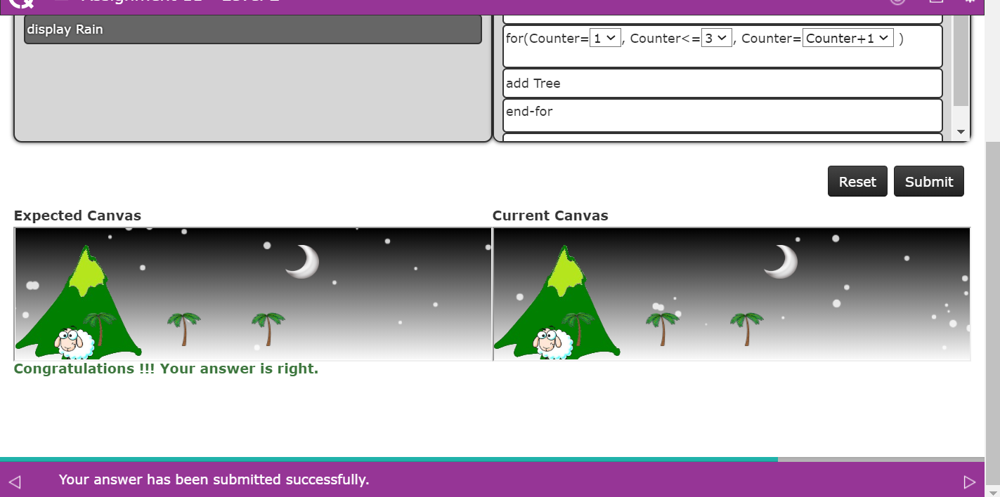 display Rain
for(Counter= 1 , Counter<= 3 , Counter= Counter+1 )
add Tree
end-for
Reset Submit
Expected Canvas Current Canvas
Congratulations !!! Your answer is right.
Your answer has been submitted successfully.